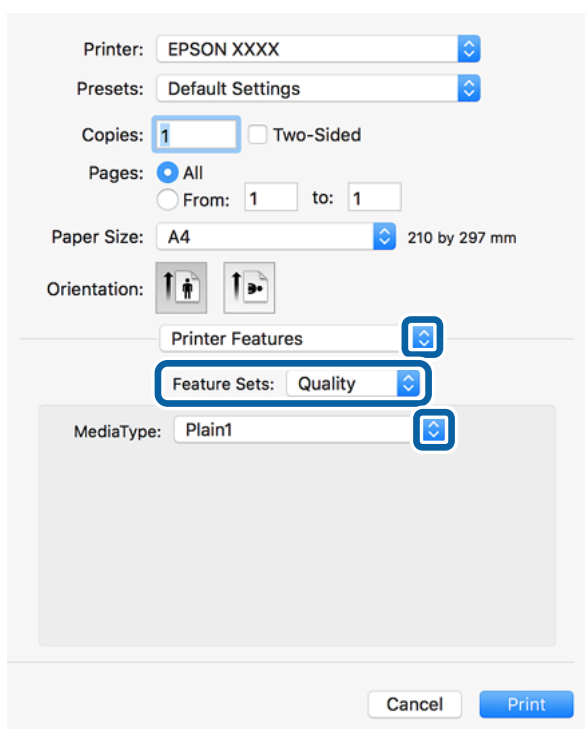 Printer: EPSON XXXX
Presets: Default Settings
Copies: 1 Two-Sided
Pages: All
From: 1 to: 1
Paper Size: A4 210 by 297 mm
Orientation:
Printer Features
Feature Sets: Quality
MediaType: Plain1
Cancel Print